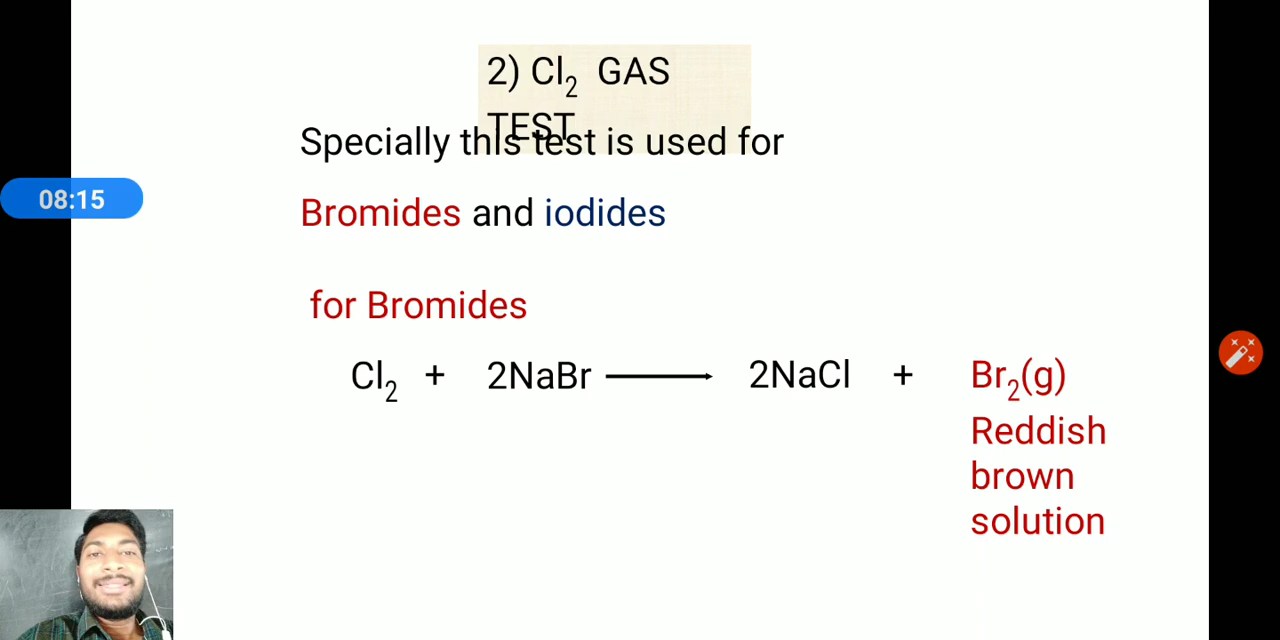 2) Cl₂ GAS
TEST
Specially this test is used for
08:15
Bromides and iodides
for Bromides
Cl₂ + 2NaBr ⟶ 2NaCl + Br₂(g)
Reddish
brown
solution